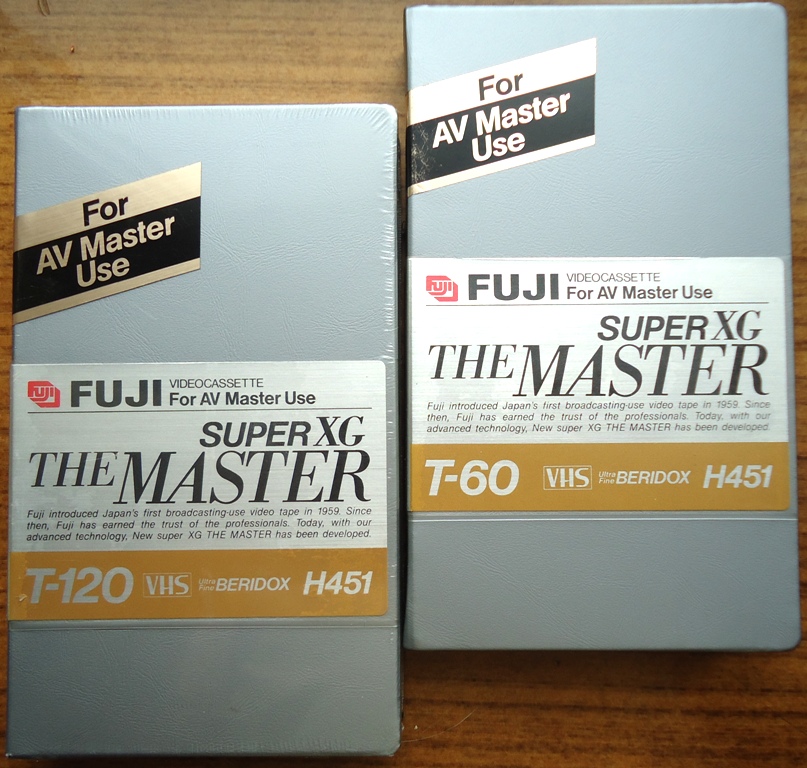 For
AV Master
Use
Fuji FUJI VIDEOCASSETTE
For AV Master Use
SUPER XG
THE MASTER
Fuji introduced Japan's first broadcasting-use video tape in 1959. Since
then, Fuji has earned the trust of the professionals. Today, with our
advanced technology, New super XG THE MASTER has been developed.
T-120 VHS Ultra Fine BERIDOX H451
For
AV Master
Use
Fuji FUJI VIDEOCASSETTE
For AV Master Use
SUPER XG
THE MASTER
Fuji introduced Japan's first broadcasting-use video tape in 1959. Since
then, Fuji has earned the trust of the professionals. Today, with our
advanced technology, New super XG THE MASTER has been developed.
T-60 VHS Ultra Fine BERIDOX H451